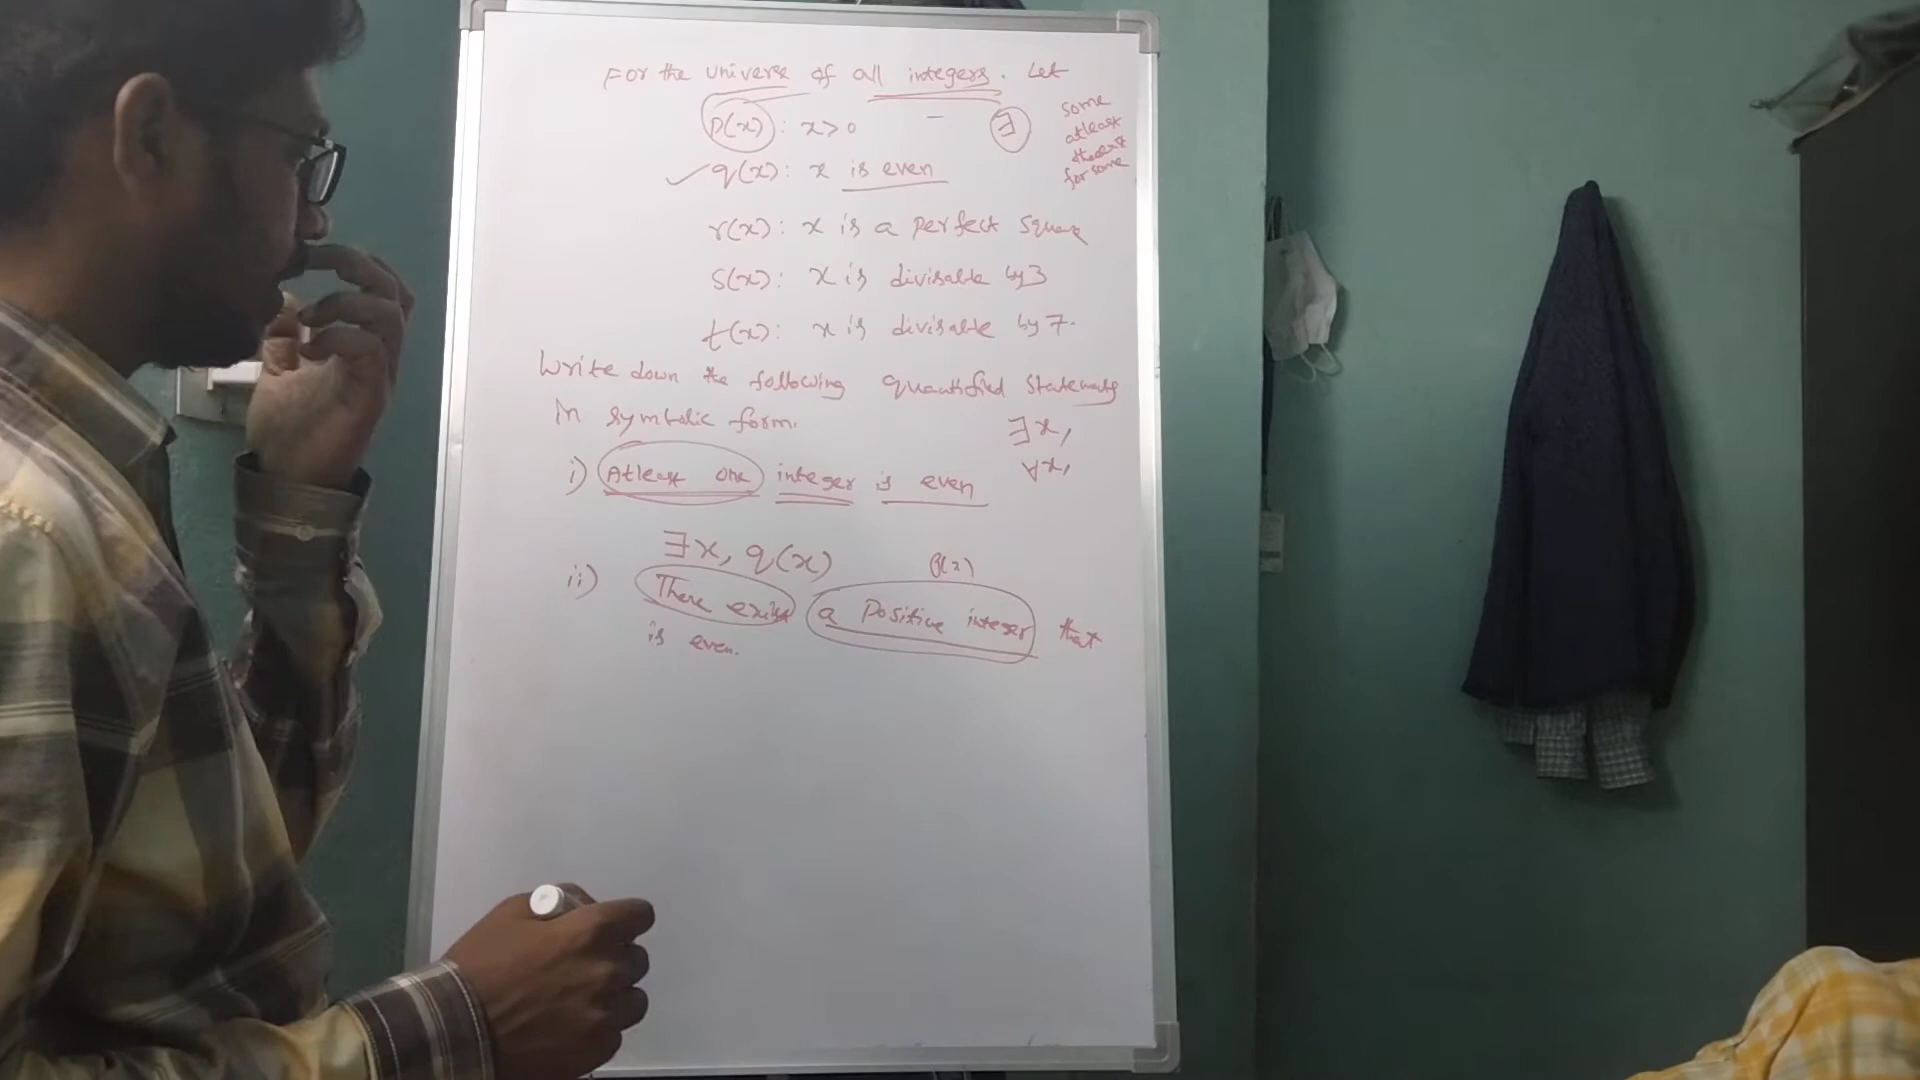 For the universe of all integers. Let
p(x): x>0
∃
some
atleast
for some
✓ q(x): x is even
r(x): x is a perfect square
s(x): x is divisable by 3
t(x): x is divisable by 7.
Write down the following quantified statements
in symbolic form.
∃x,
∀x,
i) Atleast one integer is even
∃x, q(x)
p(x)
ii) There exist a positive integer that
is even.